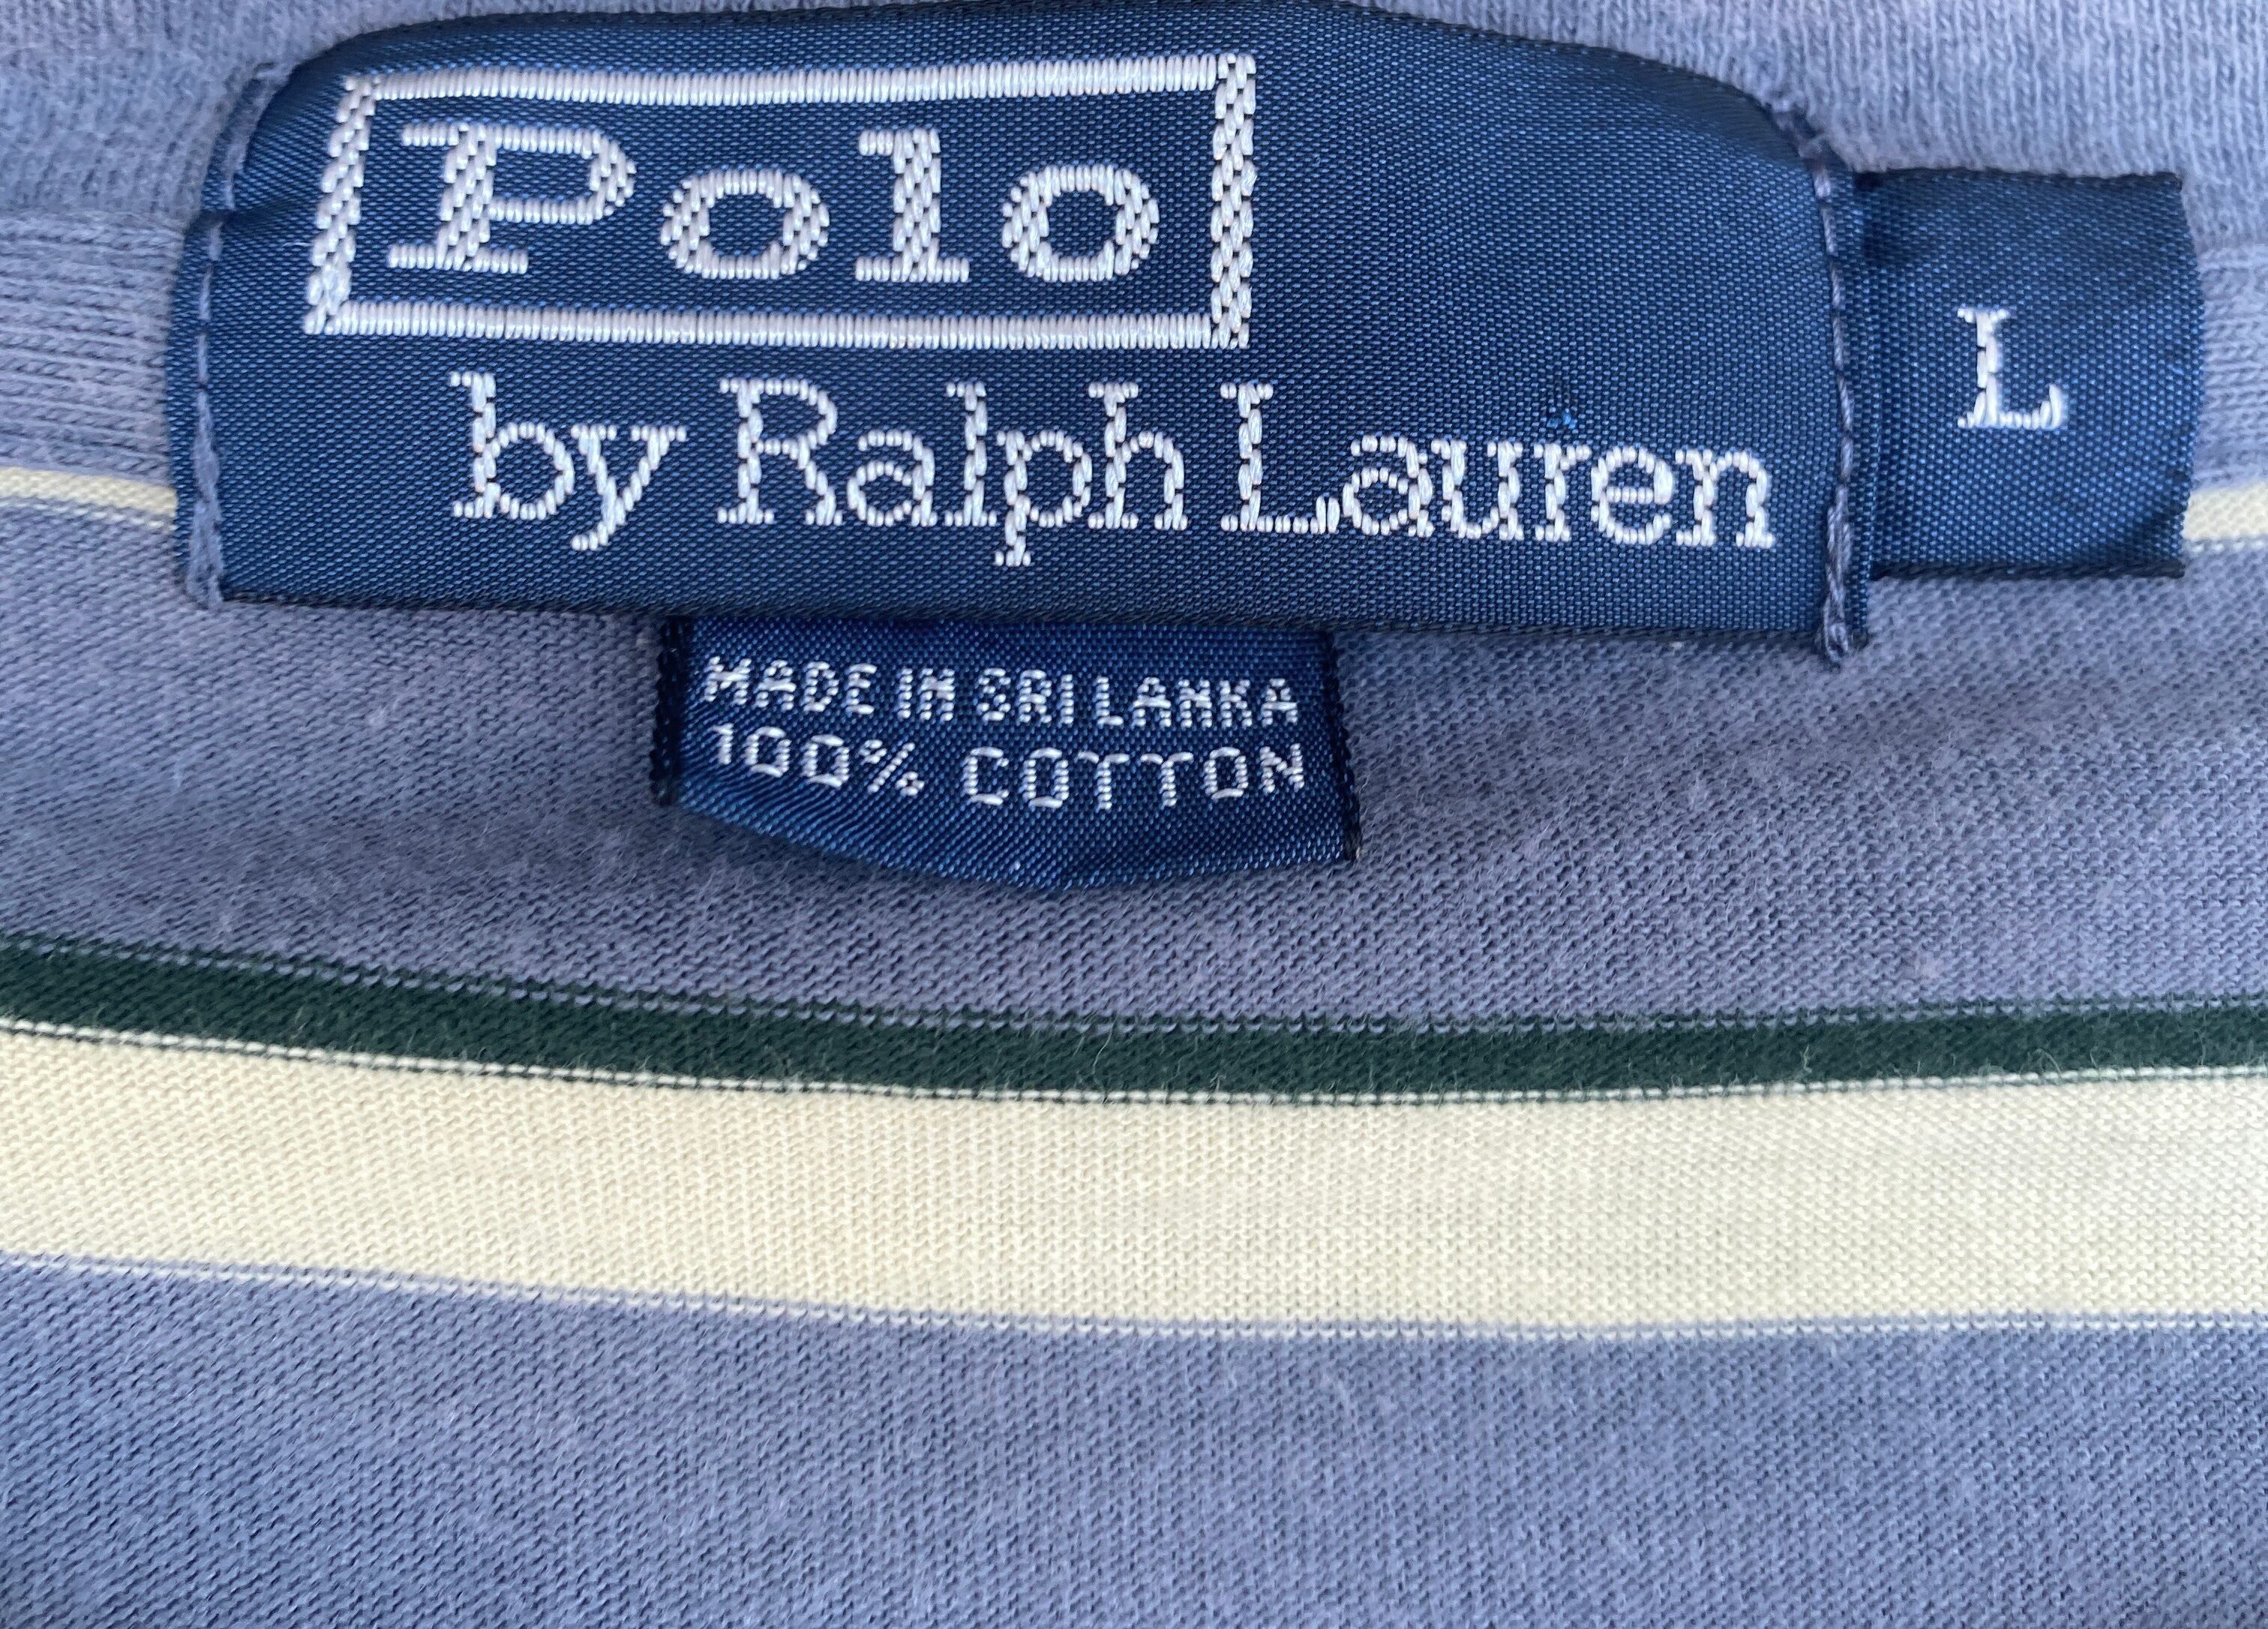 Polo
by Ralph Lauren
L
MADE IN SRI LANKA
100% COTTON